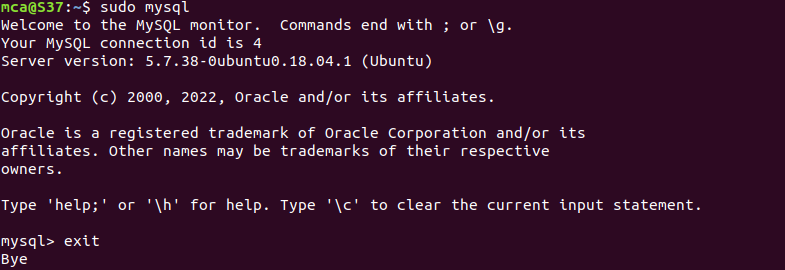 mca@S37:~$ sudo mysql
Welcome to the MySQL monitor.  Commands end with ; or \g.
Your MySQL connection id is 4
Server version: 5.7.38-0ubuntu0.18.04.1 (Ubuntu)
Copyright (c) 2000, 2022, Oracle and/or its affiliates.
Oracle is a registered trademark of Oracle Corporation and/or its
affiliates. Other names may be trademarks of their respective
owners.
Type 'help;' or '\h' for help. Type '\c' to clear the current input statement.
mysql> exit
Bye